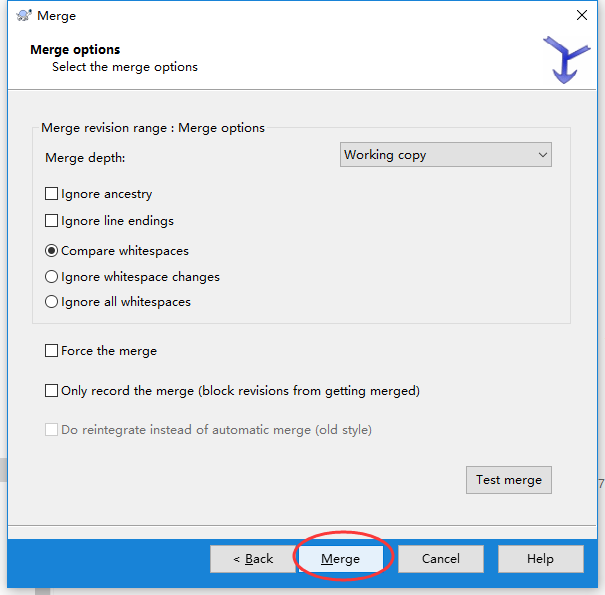 Merge
Merge options
Select the merge options
Merge revision range : Merge options
Merge depth:
Working copy
Ignore ancestry
Ignore line endings
Compare whitespaces
Ignore whitespace changes
Ignore all whitespaces
Force the merge
Only record the merge (block revisions from getting merged)
Do reintegrate instead of automatic merge (old style)
Test merge
7
< Back
Merge
Cancel
Help